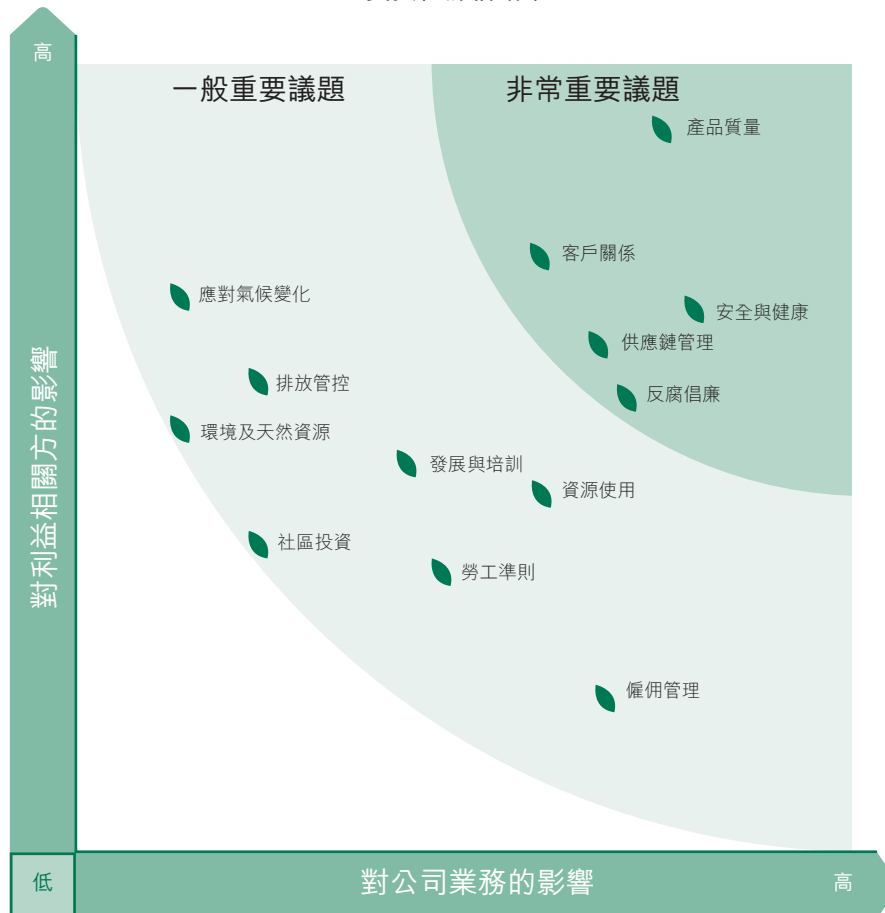 高
一般重要議題
非常重要議題
產品質量
客戶關係
應對氣候變化
安全與健康
供應鏈管理
排放管控
反腐倡廉
環境及天然資源
發展與培訓
資源使用
社區投資
勞工準則
僱傭管理
對利益相關方的影響
低
對公司業務的影響
高